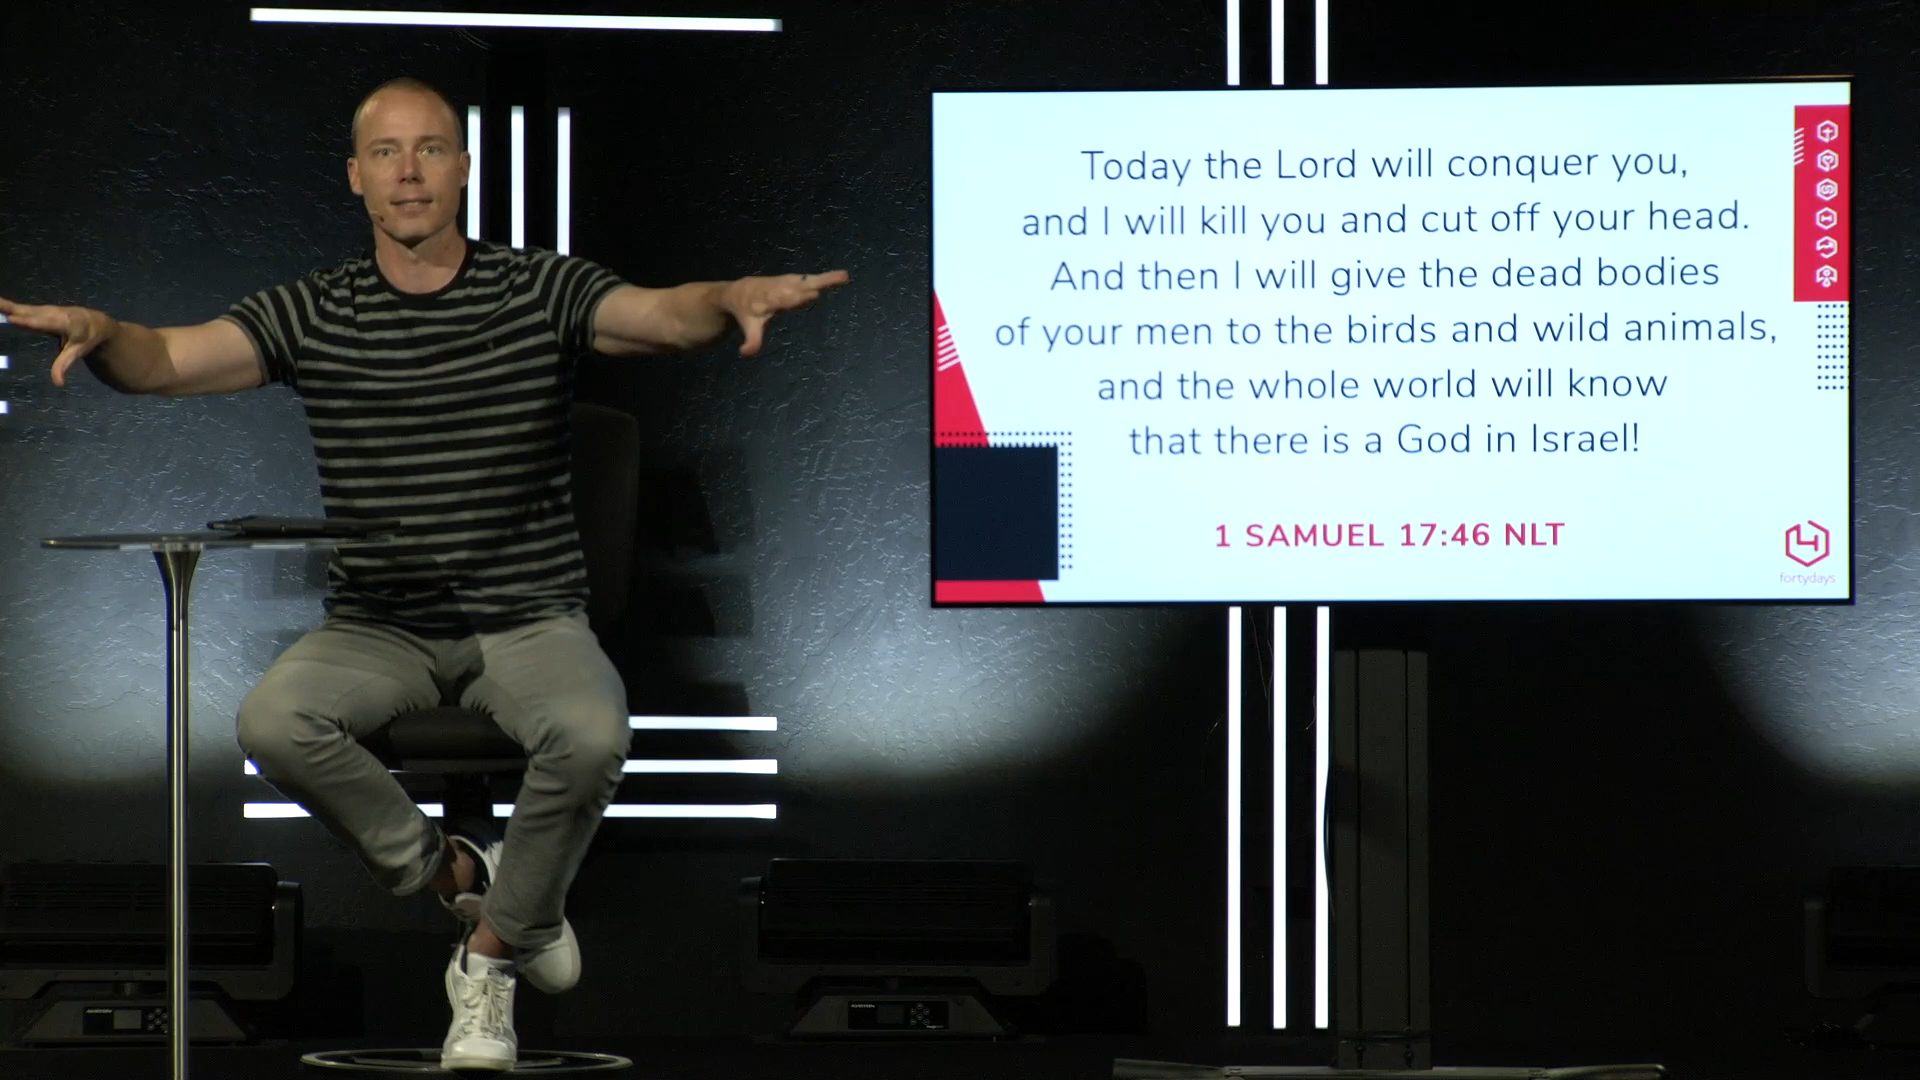 Today the Lord will conquer you,
and I will kill you and cut off your head.
And then I will give the dead bodies
of your men to the birds and wild animals,
and the whole world will know
that there is a God in Israel!
1 SAMUEL 17:46 NLT
fortydays